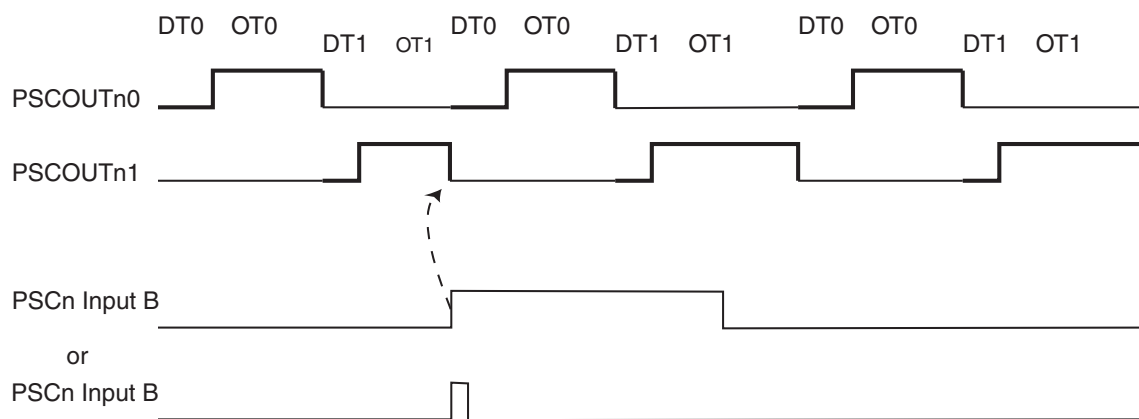 DT0 OT0 DT1 OT1 DT0 OT0 DT1 OT1 DT0 OT0 DT1 OT1
PSCOUTn0
PSCOUTn1
PSCn Input B
or
PSCn Input B